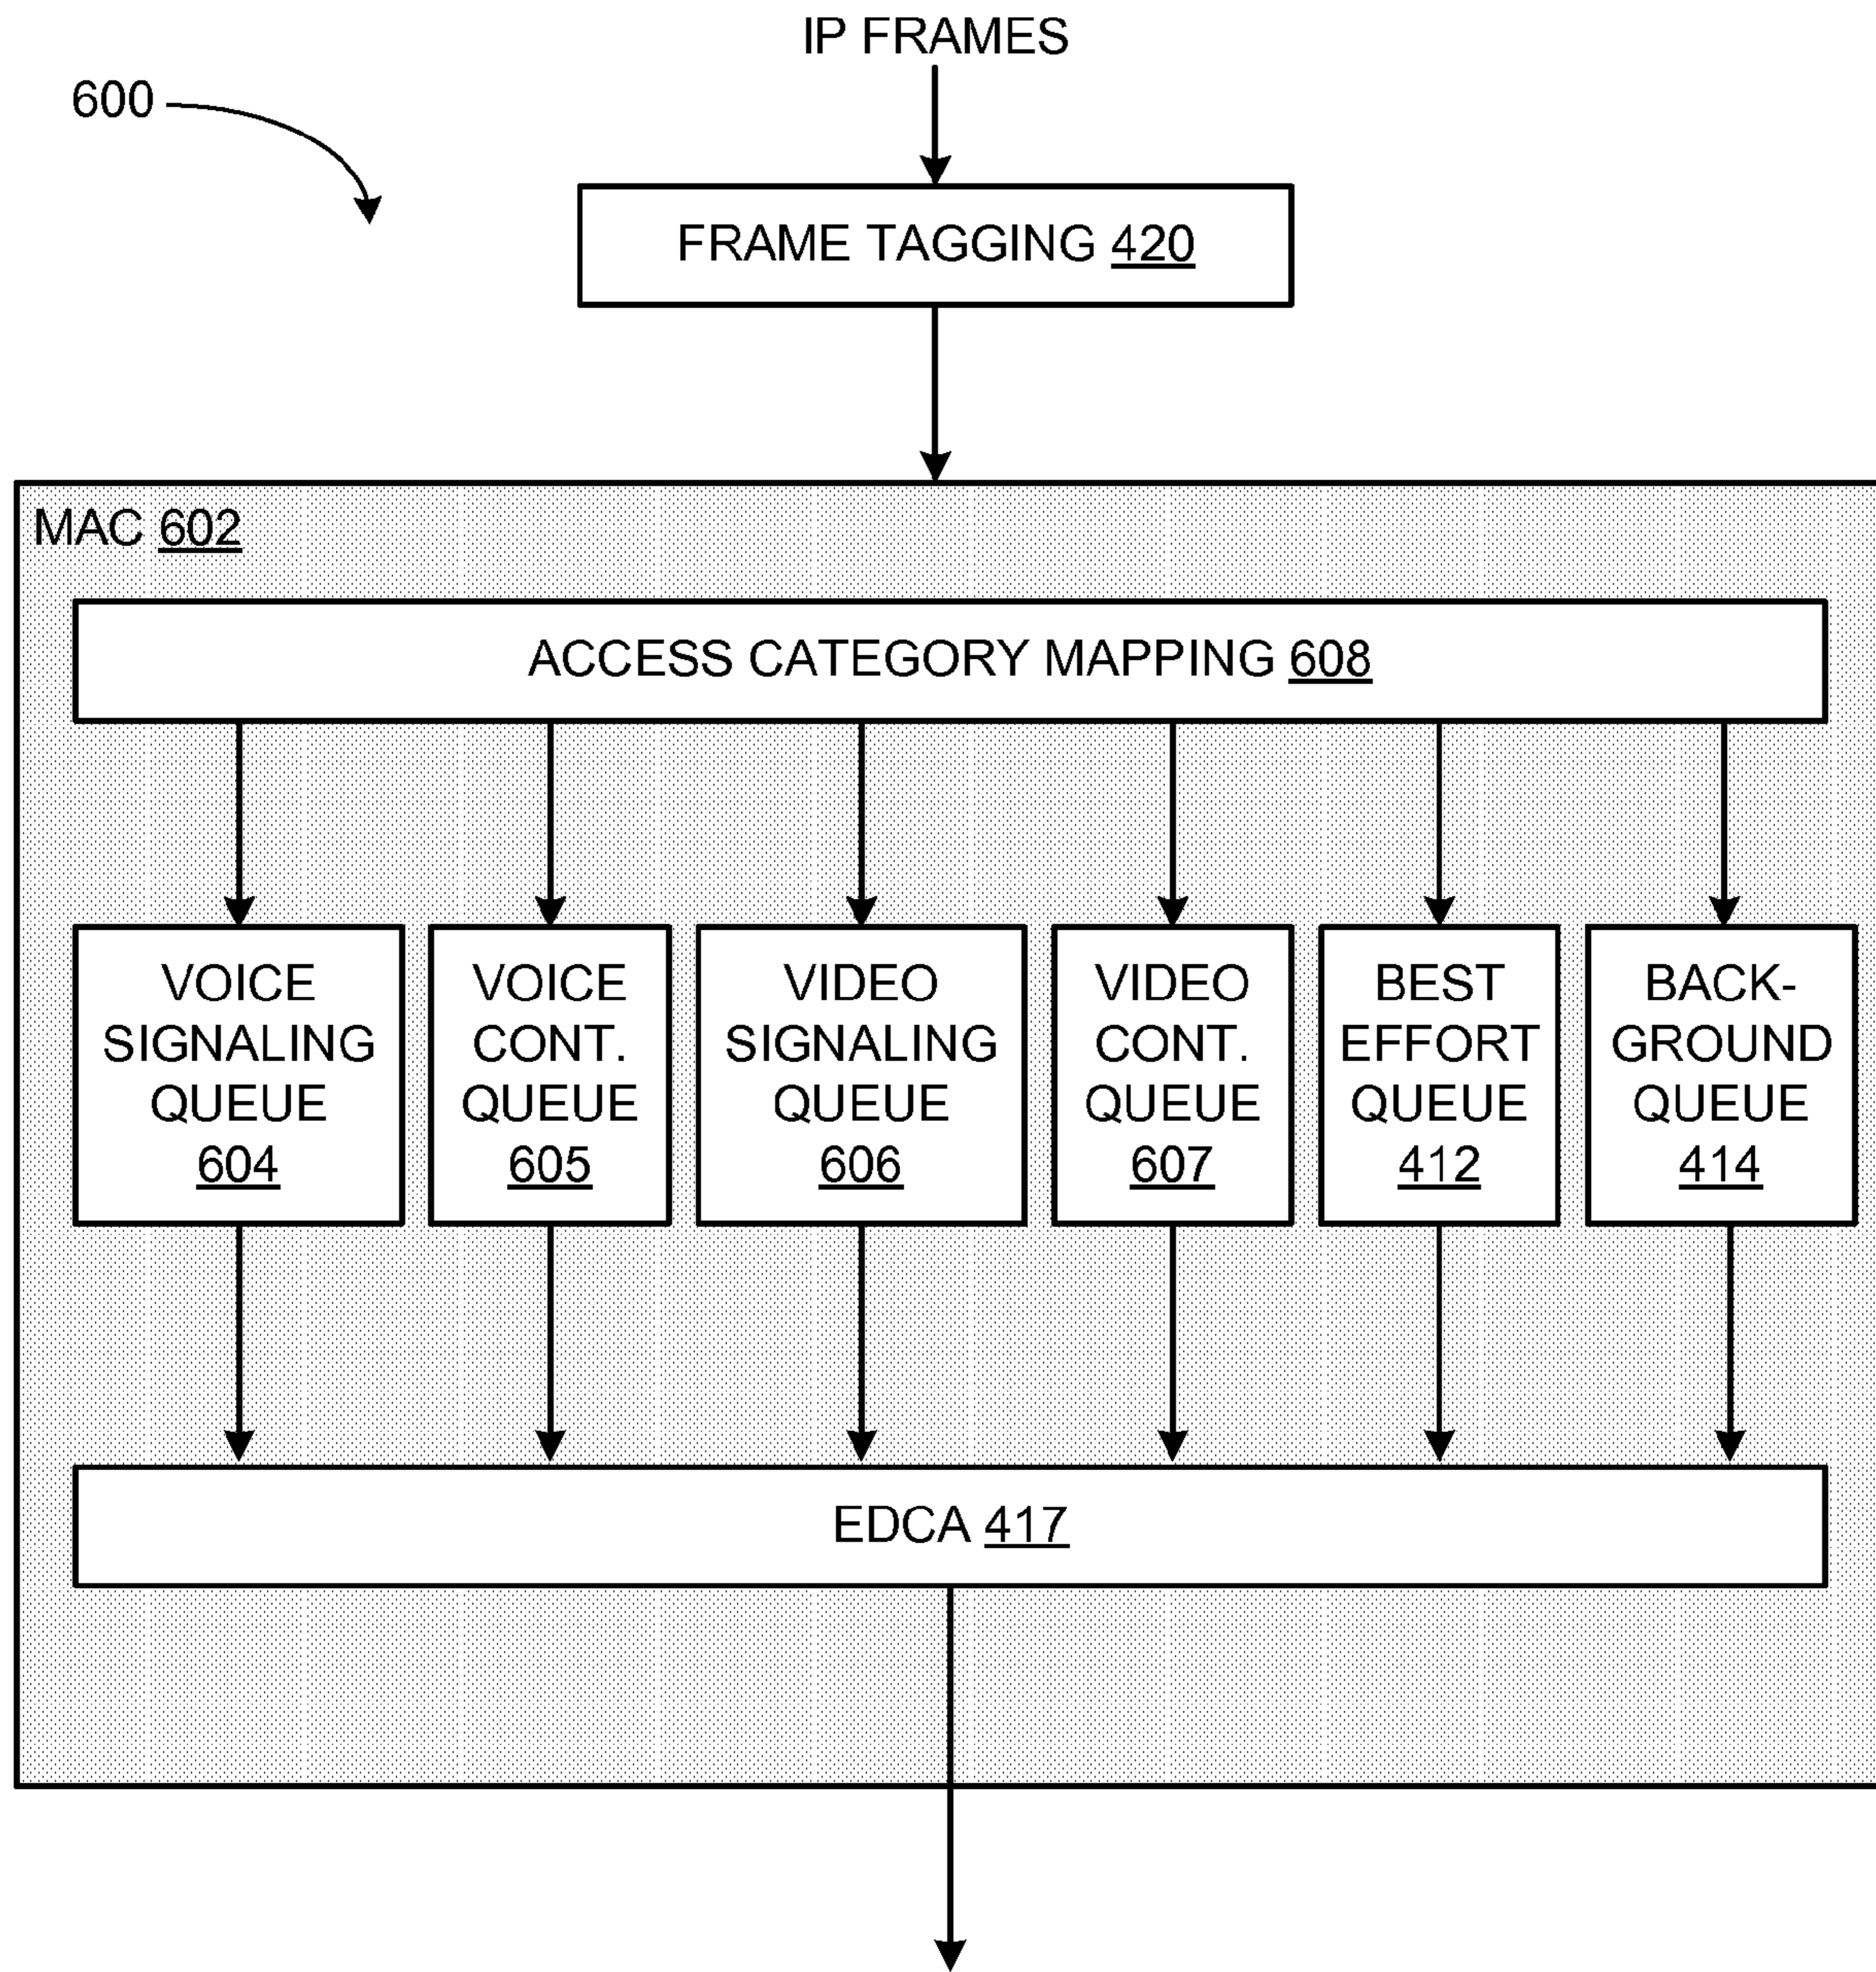 IP FRAMES
600
FRAME TAGGING 420
MAC 602
ACCESS CATEGORY MAPPING 608
VOICE
SIGNALING
QUEUE
604
VOICE
CONT.
QUEUE
605
VIDEO
SIGNALING
QUEUE
606
VIDEO
CONT.
QUEUE
607
BEST
EFFORT
QUEUE
412
BACK-
GROUND
QUEUE
414
EDCA 417